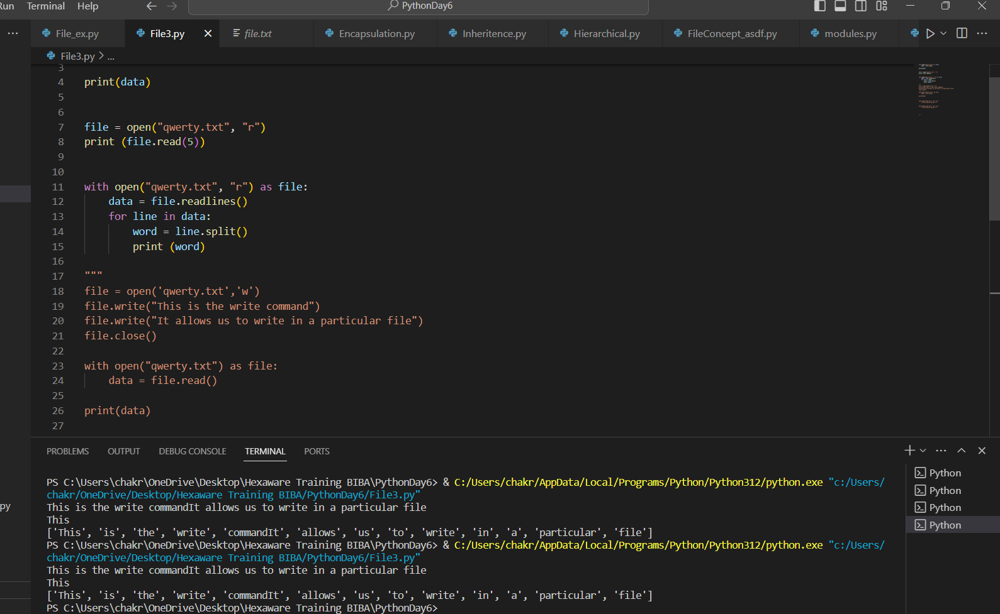 Run Terminal Help PythonDay6
File_ex.py File3.py file.txt Encapsulation.py Inheritence.py Hierarchical.py FileConcept_asdf.py modules.py
File3.py > ...
3
4 print(data)
5
6
7 file = open("qwerty.txt", "r")
8 print (file.read(5))
9
10
11 with open("qwerty.txt", "r") as file:
12 data = file.readlines()
13 for line in data:
14 word = line.split()
15 print (word)
16
17 """
18 file = open('qwerty.txt','w')
19 file.write("This is the write command")
20 file.write("It allows us to write in a particular file")
21 file.close()
22
23 with open("qwerty.txt") as file:
24 data = file.read()
25
26 print(data)
27
PROBLEMS OUTPUT DEBUG CONSOLE TERMINAL PORTS
PS C:\Users\chakr\OneDrive\Desktop\Hexaware Training BIBA\PythonDay6> & C:/Users/chakr/AppData/Local/Programs/Python/Python312/python.exe "c:/Users/
chakr/OneDrive/Desktop/Hexaware Training BIBA/PythonDay6/File3.py"
This is the write commandIt allows us to write in a particular file
This
['This', 'is', 'the', 'write', 'commandIt', 'allows', 'us', 'to', 'write', 'in', 'a', 'particular', 'file']
PS C:\Users\chakr\OneDrive\Desktop\Hexaware Training BIBA\PythonDay6> & C:/Users/chakr/AppData/Local/Programs/Python/Python312/python.exe "c:/Users/
chakr/OneDrive/Desktop/Hexaware Training BIBA/PythonDay6/File3.py"
This is the write commandIt allows us to write in a particular file
This
['This', 'is', 'the', 'write', 'commandIt', 'allows', 'us', 'to', 'write', 'in', 'a', 'particular', 'file']
PS C:\Users\chakr\OneDrive\Desktop\Hexaware Training BIBA\PythonDay6>
Python
Python
Python
Python
py